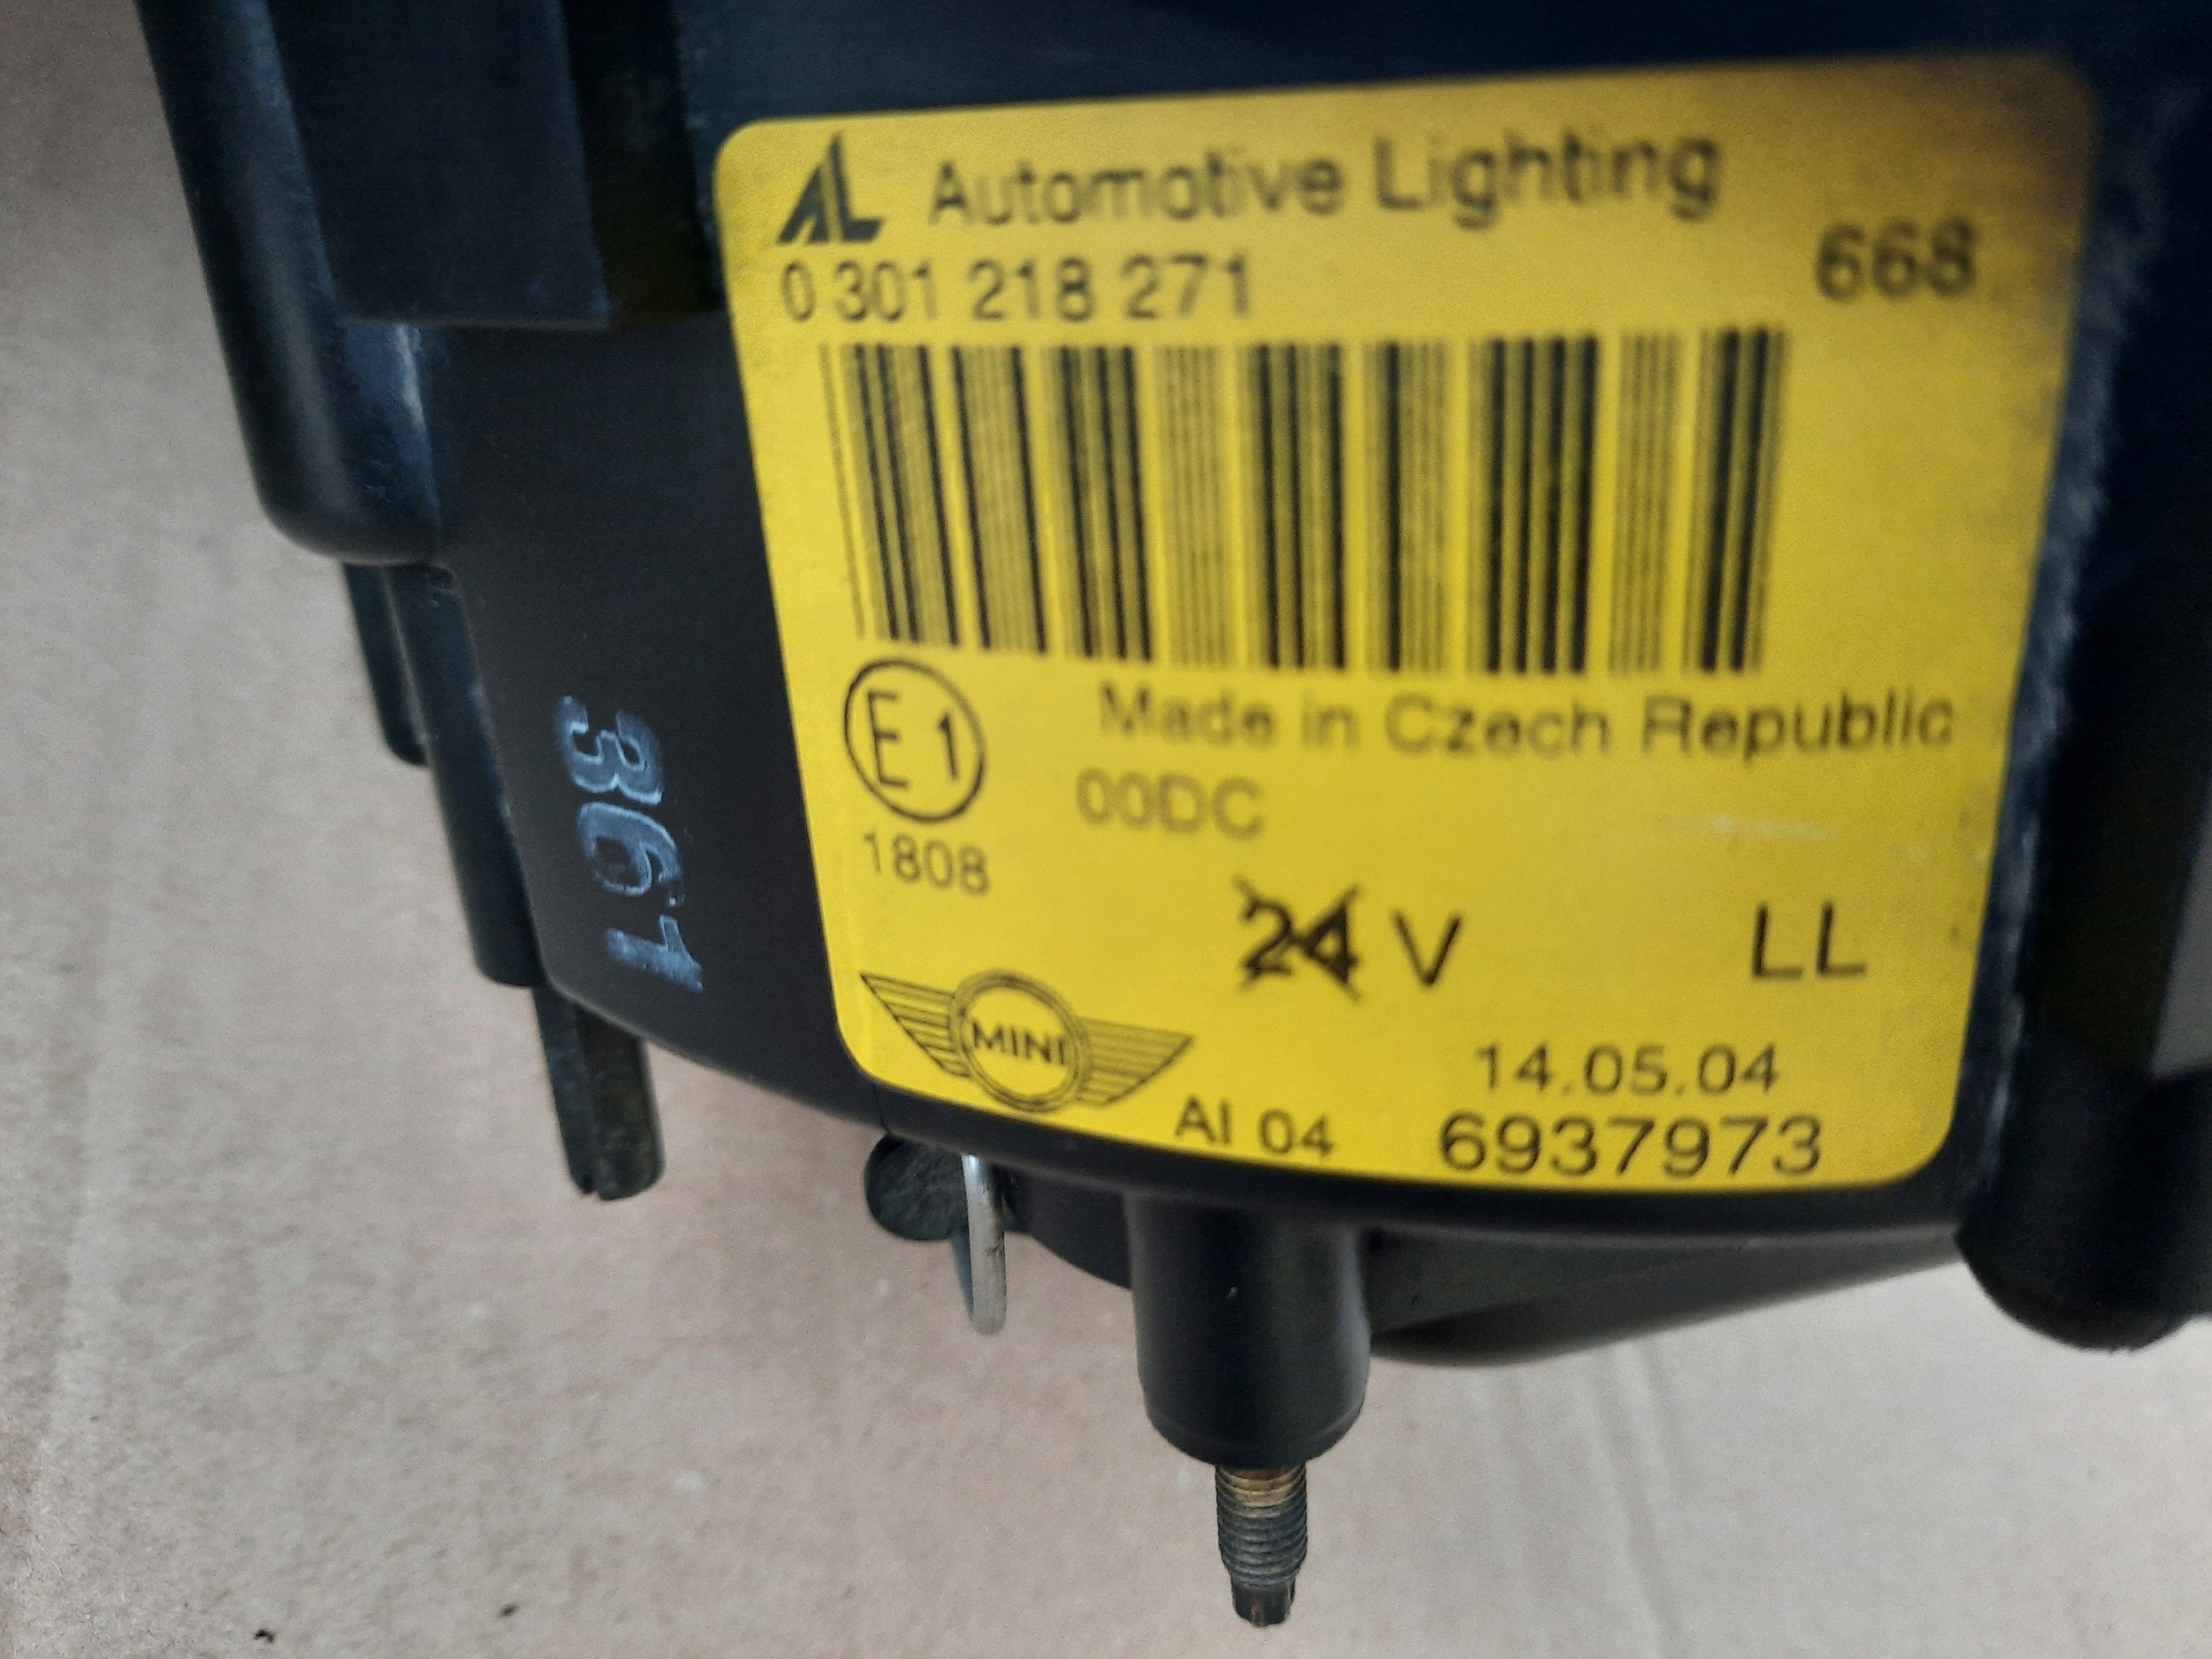 AL Automotive Lighting
0 301 218 271
668
E1
Made in Czech Republic
00DC
1808
24 V
LL
MINI
AI 04
14.05.04
6937973
361